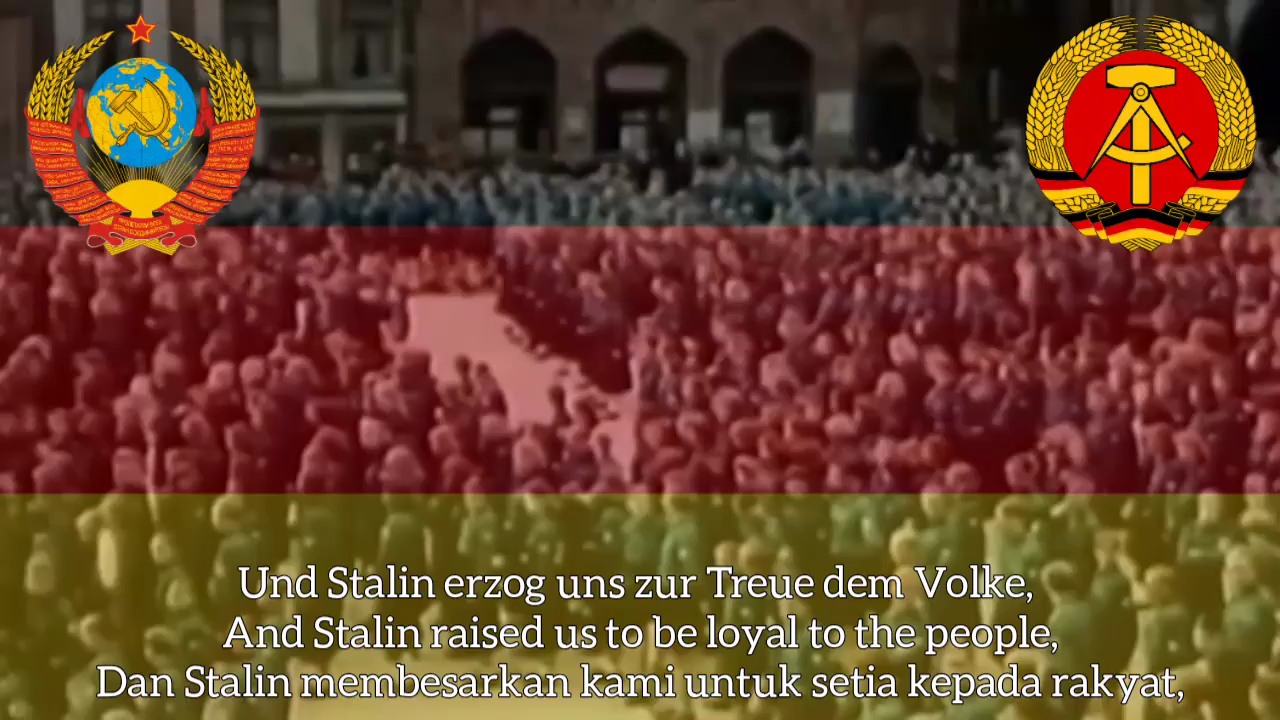 Und Stalin erzog uns zur Treue dem Volke,
And Stalin raised us to be loyal to the people,
Dan Stalin membesarkan kami untuk setia kepada rakyat,